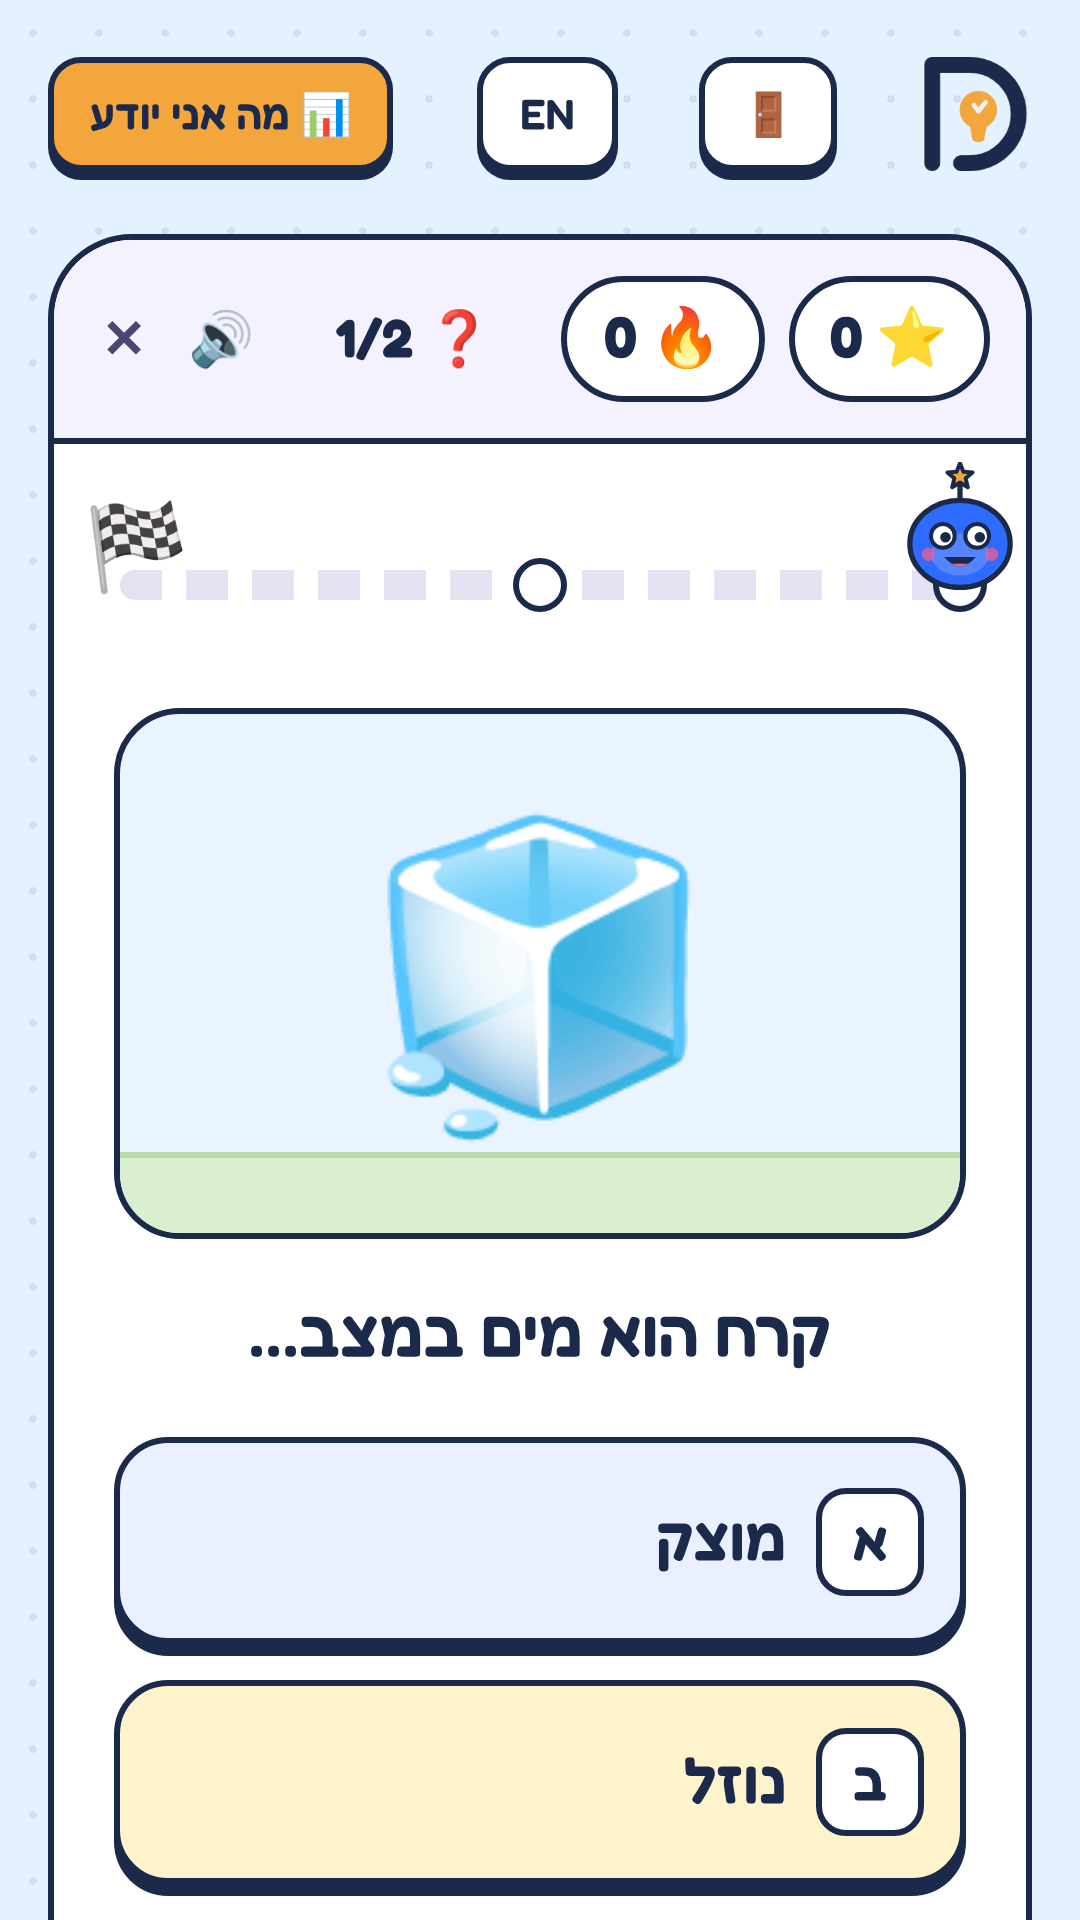 מה אני יודע
EN
0 0 1/2 ✕
קרח הוא מים במצב...
א מוצק
ב נוזל